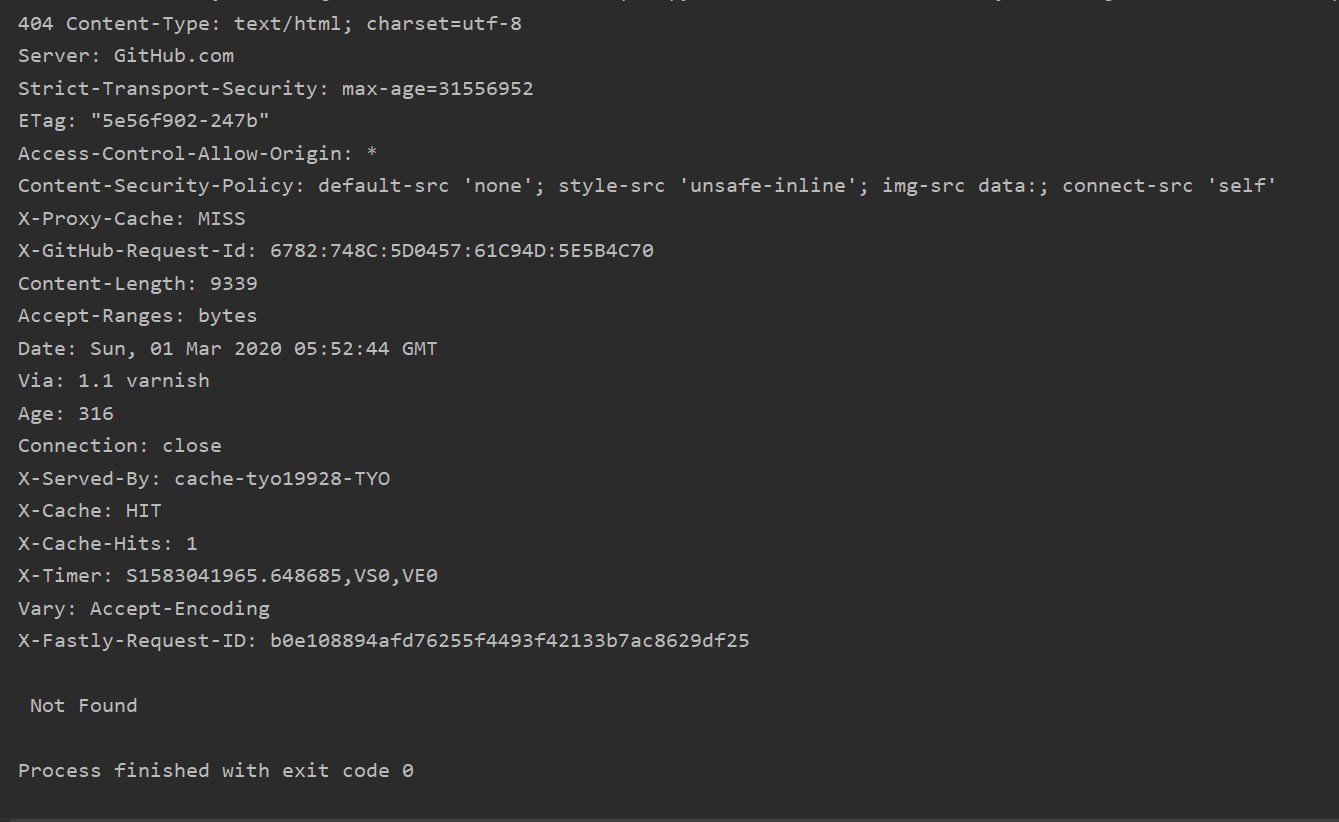 404 Content-Type: text/html; charset=utf-8
Server: GitHub.com
Strict-Transport-Security: max-age=31556952
ETag: "5e56f902-247b"
Access-Control-Allow-Origin: *
Content-Security-Policy: default-src 'none'; style-src 'unsafe-inline'; img-src data:; connect-src 'self'
X-Proxy-Cache: MISS
X-GitHub-Request-Id: 6782:748C:5D0457:61C94D:5E5B4C70
Content-Length: 9339
Accept-Ranges: bytes
Date: Sun, 01 Mar 2020 05:52:44 GMT
Via: 1.1 varnish
Age: 316
Connection: close
X-Served-By: cache-tyo19928-TYO
X-Cache: HIT
X-Cache-Hits: 1
X-Timer: S1583041965.648685,VS0,VE0
Vary: Accept-Encoding
X-Fastly-Request-ID: b0e108894afd76255f4493f42133b7ac8629df25
Not Found
Process finished with exit code 0